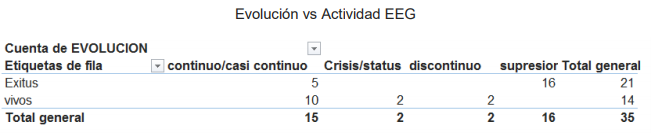 Evolución vs Actividad EEG
Cuenta de EVOLUCION
Etiquetas de fila continuo/casi continuo Crisis/status discontinuo supresior Total general
Exitus 5 16 21
vivos 10 2 2 14
Total general 15 2 2 16 35